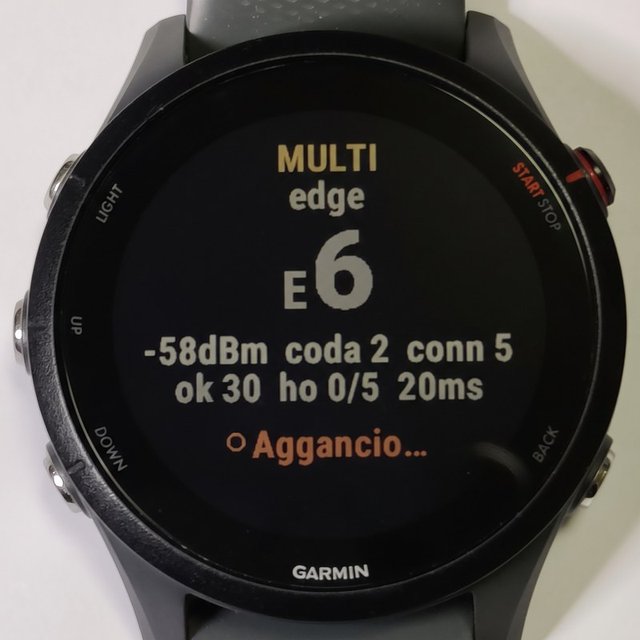 MULTI
edge
E6
-58dBm coda 2 conn 5
ok 30 ho 0/5 20ms
Aggancio...
LIGHT
UP
DOWN
START STOP
BACK
GARMIN